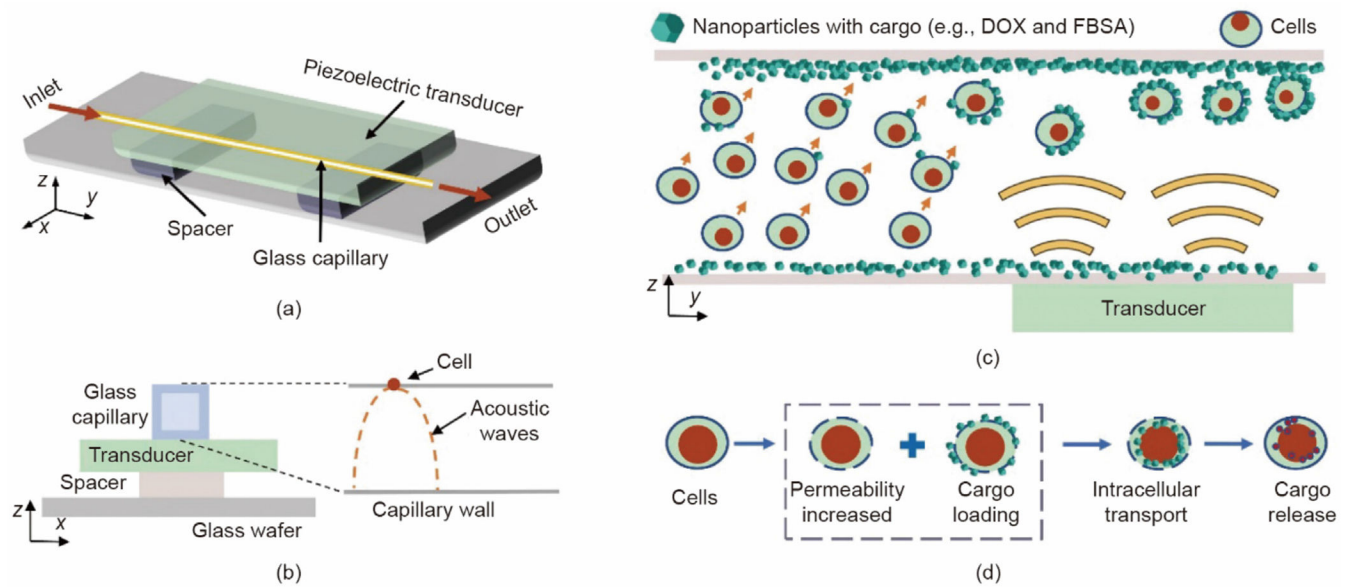 Inlet
Piezoelectric transducer
z
y
x
Spacer
Glass capillary
Outlet
(a)
Glass
capillary
Transducer
Spacer
z
x
Glass wafer
Cell
Acoustic
waves
Capillary wall
(b)
Nanoparticles with cargo (e.g., DOX and FBSA)
Cells
z
y
Transducer
(c)
Cells
Permeability
increased
Cargo
loading
Intracellular
transport
Cargo
release
(d)